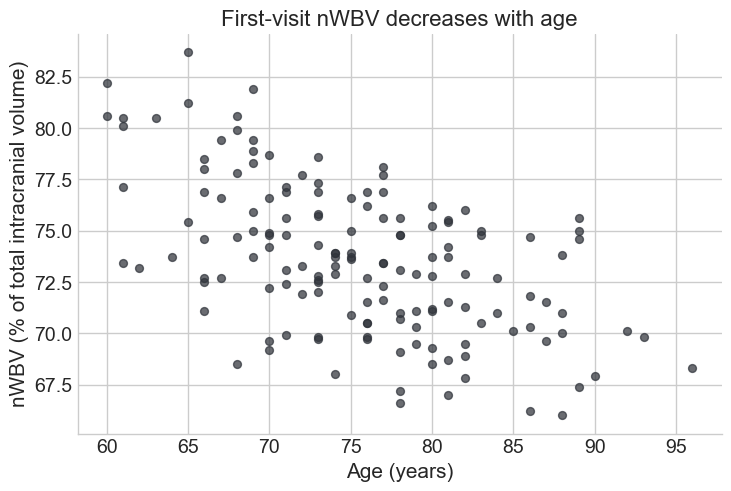 First-visit nWBV decreases with age
nWBV (% of total intracranial volume)
82.5
80.0
77.5
75.0
72.5
70.0
67.5
60 65 70 75 80 85 90 95
Age (years)